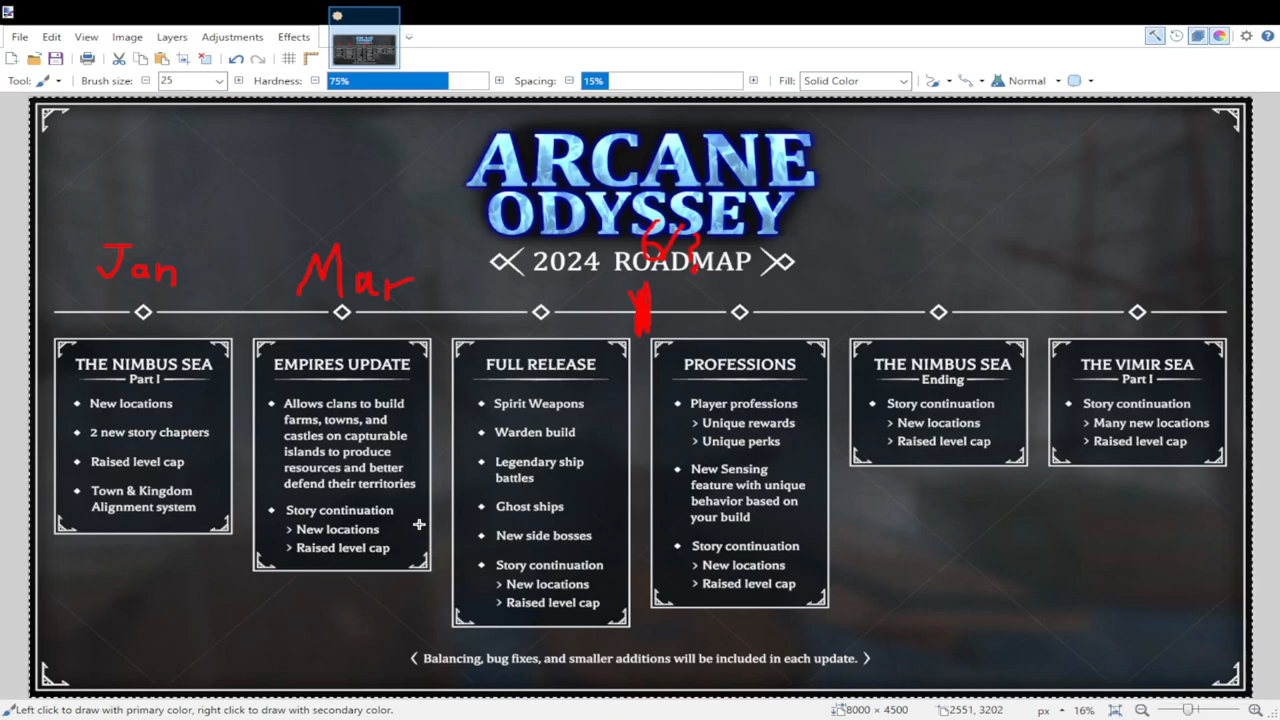 File Edit View Image Layers Adjustments Effects
Tool: Brush size: 25 Hardness: 75% Spacing: 15% Fill: Solid Color Normal
ARCANE
ODYSSEY
2024 ROADMAP
6/3
Jan
Mar
THE NIMBUS SEA
Part I
New locations
2 new story chapters
Raised level cap
Town & Kingdom
Alignment system
EMPIRES UPDATE
Allows clans to build
farms, towns, and
castles on capturable
islands to produce
resources and better
defend their territories
Story continuation
> New locations
> Raised level cap
FULL RELEASE
Spirit Weapons
Warden build
Legendary ship
battles
Ghost ships
New side bosses
Story continuation
> New locations
> Raised level cap
PROFESSIONS
Player professions
> Unique rewards
> Unique perks
New Sensing
feature with unique
behavior based on
your build
Story continuation
> New locations
> Raised level cap
THE NIMBUS SEA
Ending
Story continuation
> New locations
> Raised level cap
THE VIMIR SEA
Part I
Story continuation
> Many new locations
> Raised level cap
Balancing, bug fixes, and smaller additions will be included in each update.
Left click to draw with primary color, right click to draw with secondary color. 8000 × 4500 2551, 3202 px 16%